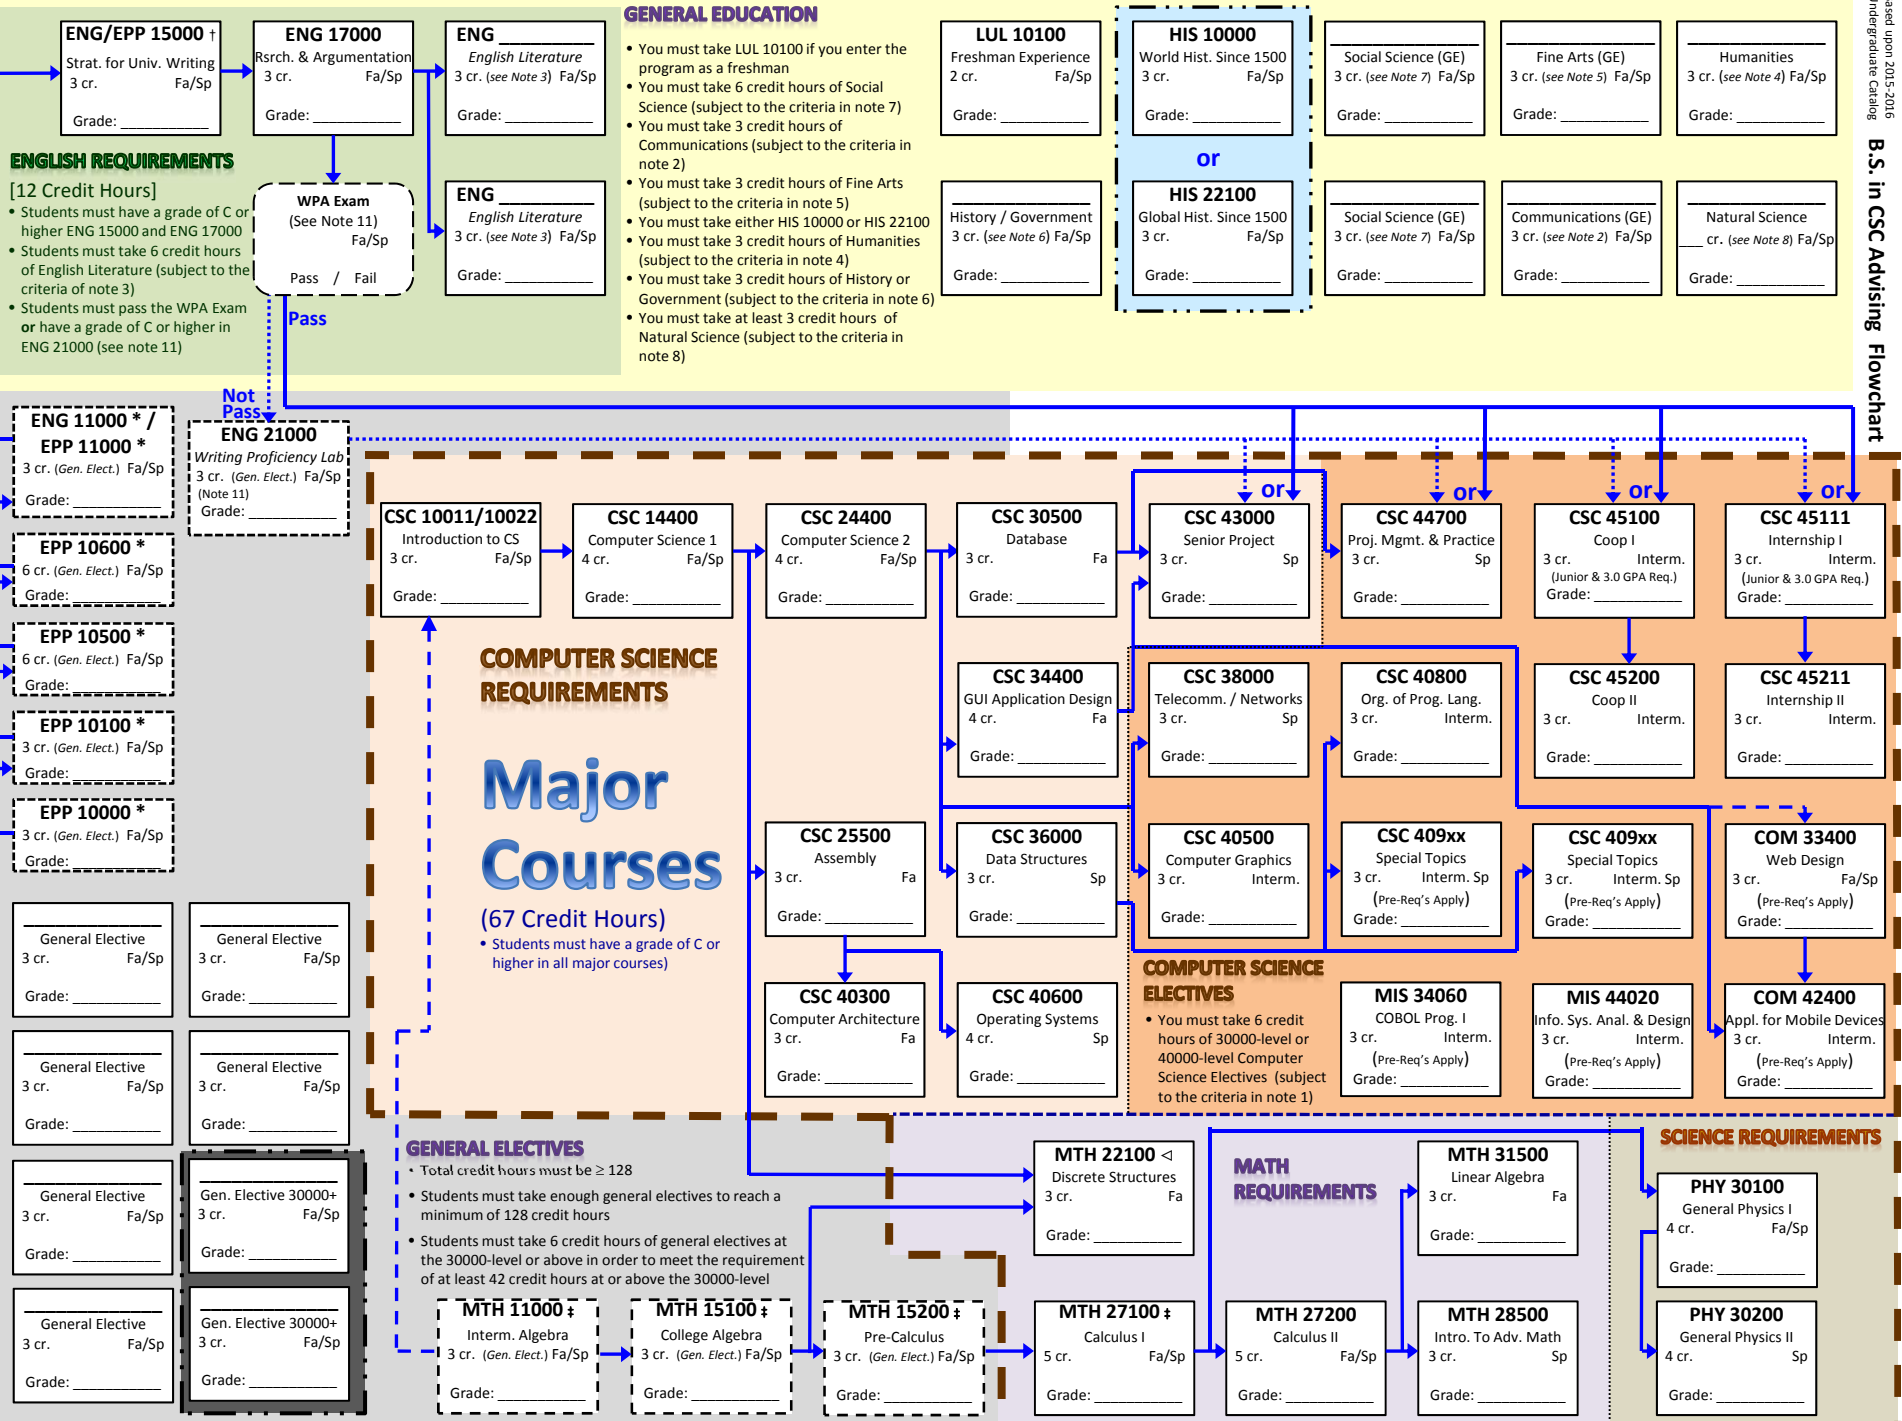 ENG/EPP 15000 †
Strat. for Univ. Writing
3 cr. Fa/Sp
Grade: ___________
ENG 17000
Rsrch. & Argumentation
3 cr. Fa/Sp
Grade: ___________
ENG __________
English Literature
3 cr. (see Note 3) Fa/Sp
Grade: ___________
ENG __________
English Literature
3 cr. (see Note 3) Fa/Sp
Grade: ___________
WPA Exam
(See Note 11)
Fa/Sp
Pass / Fail
ENGLISH REQUIREMENTS
[12 Credit Hours]
• Students must have a grade of C or
higher ENG 15000 and ENG 17000
• Students must take 6 credit hours
of English Literature (subject to the
criteria of note 3)
• Students must pass the WPA Exam
or have a grade of C or higher in
ENG 21000 (see note 11)
Pass
Not
Pass
GENERAL EDUCATION
• You must take LUL 10100 if you enter the
program as a freshman
• You must take 6 credit hours of Social
Science (subject to the criteria in note 7)
• You must take 3 credit hours of
Communications (subject to the criteria in
note 2)
• You must take 3 credit hours of Fine Arts
(subject to the criteria in note 5)
• You must take either HIS 10000 or HIS 22100
• You must take 3 credit hours of Humanities
(subject to the criteria in note 4)
• You must take 3 credit hours of History or
Government (subject to the criteria in note 6)
• You must take at least 3 credit hours of
Natural Science (subject to the criteria in
note 8)
LUL 10100
Freshman Experience
2 cr. Fa/Sp
Grade: ___________
HIS 10000
World Hist. Since 1500
3 cr. Fa/Sp
Grade: ___________
or
HIS 22100
Global Hist. Since 1500
3 cr. Fa/Sp
Grade: ___________
Social Science (GE)
3 cr. (see Note 7) Fa/Sp
Grade: ___________
Fine Arts (GE)
3 cr. (see Note 5) Fa/Sp
Grade: ___________
Humanities
3 cr. (see Note 4) Fa/Sp
Grade: ___________
History / Government
3 cr. (see Note 6) Fa/Sp
Grade: ___________
Social Science (GE)
3 cr. (see Note 7) Fa/Sp
Grade: ___________
Communications (GE)
3 cr. (see Note 2) Fa/Sp
Grade: ___________
Natural Science
___ cr. (see Note 8) Fa/Sp
Grade: ___________
based upon 2015-2016
Undergraduate Catalog
B.S. in CSC Advising Flowchart
ENG 11000 * /
EPP 11000 *
3 cr. (Gen. Elect.) Fa/Sp
Grade: ___________
EPP 10600 *
6 cr. (Gen. Elect.) Fa/Sp
Grade: ___________
EPP 10500 *
6 cr. (Gen. Elect.) Fa/Sp
Grade: ___________
EPP 10100 *
3 cr. (Gen. Elect.) Fa/Sp
Grade: ___________
EPP 10000 *
3 cr. (Gen. Elect.) Fa/Sp
Grade: ___________
ENG 21000
Writing Proficiency Lab
3 cr. (Gen. Elect.) Fa/Sp
(Note 11)
Grade: ___________
CSC 10011/10022
Introduction to CS
3 cr. Fa/Sp
Grade: ___________
CSC 14400
Computer Science 1
4 cr. Fa/Sp
Grade: ___________
CSC 24400
Computer Science 2
4 cr. Fa/Sp
Grade: ___________
CSC 30500
Database
3 cr. Fa
Grade: ___________
or
CSC 43000
Senior Project
3 cr. Sp
Grade: ___________
or
CSC 44700
Proj. Mgmt. & Practice
3 cr. Sp
Grade: ___________
or
CSC 45100
Coop I
3 cr. Interm.
(Junior & 3.0 GPA Req.)
Grade: ___________
or
CSC 45111
Internship I
3 cr. Interm.
(Junior & 3.0 GPA Req.)
Grade: ___________
COMPUTER SCIENCE
REQUIREMENTS
Major
Courses
(67 Credit Hours)
• Students must have a grade of C or
higher in all major courses)
CSC 34400
GUI Application Design
4 cr. Fa
Grade: ___________
CSC 38000
Telecomm. / Networks
3 cr. Sp
Grade: ___________
CSC 40800
Org. of Prog. Lang.
3 cr. Interm.
Grade: ___________
CSC 45200
Coop II
3 cr. Interm.
Grade: ___________
CSC 45211
Internship II
3 cr. Interm.
Grade: ___________
CSC 25500
Assembly
3 cr. Fa
Grade: ___________
CSC 36000
Data Structures
3 cr. Sp
Grade: ___________
CSC 40500
Computer Graphics
3 cr. Interm.
Grade: ___________
CSC 409xx
Special Topics
3 cr. Interm. Sp
(Pre-Req's Apply)
Grade: ___________
CSC 409xx
Special Topics
3 cr. Interm. Sp
(Pre-Req's Apply)
Grade: ___________
COM 33400
Web Design
3 cr. Fa/Sp
(Pre-Req's Apply)
Grade: ___________
CSC 40300
Computer Architecture
3 cr. Fa
Grade: ___________
CSC 40600
Operating Systems
4 cr. Sp
Grade: ___________
COMPUTER SCIENCE
ELECTIVES
• You must take 6 credit
hours of 30000-level or
40000-level Computer
Science Electives (subject
to the criteria in note 1)
MIS 34060
COBOL Prog. I
3 cr. Interm.
(Pre-Req's Apply)
Grade: ___________
MIS 44020
Info. Sys. Anal. & Design
3 cr. Interm.
(Pre-Req's Apply)
Grade: ___________
COM 42400
Appl. for Mobile Devices
3 cr. Interm.
(Pre-Req's Apply)
Grade: ___________
General Elective
3 cr. Fa/Sp
Grade: ___________
General Elective
3 cr. Fa/Sp
Grade: ___________
General Elective
3 cr. Fa/Sp
Grade: ___________
General Elective
3 cr. Fa/Sp
Grade: ___________
General Elective
3 cr. Fa/Sp
Grade: ___________
Gen. Elective 30000+
3 cr. Fa/Sp
Grade: ___________
General Elective
3 cr. Fa/Sp
Grade: ___________
Gen. Elective 30000+
3 cr. Fa/Sp
Grade: ___________
GENERAL ELECTIVES
• Total credit hours must be ≥ 128
• Students must take enough general electives to reach a
minimum of 128 credit hours
• Students must take 6 credit hours of general electives at
the 30000-level or above in order to meet the requirement
of at least 42 credit hours at or above the 30000-level
MTH 11000 ‡
Interm. Algebra
3 cr. (Gen. Elect.) Fa/Sp
Grade: ___________
MTH 15100 ‡
College Algebra
3 cr. (Gen. Elect.) Fa/Sp
Grade: ___________
MTH 15200 ‡
Pre-Calculus
3 cr. (Gen. Elect.) Fa/Sp
Grade: ___________
MTH 22100 ◁
Discrete Structures
3 cr. Fa
Grade: ___________
MATH
REQUIREMENTS
MTH 31500
Linear Algebra
3 cr. Fa
Grade: ___________
MTH 27100 ‡
Calculus I
5 cr. Fa/Sp
Grade: ___________
MTH 27200
Calculus II
5 cr. Fa/Sp
Grade: ___________
MTH 28500
Intro. To Adv. Math
3 cr. Sp
Grade: ___________
SCIENCE REQUIREMENTS
PHY 30100
General Physics I
4 cr. Fa/Sp
Grade: ___________
PHY 30200
General Physics II
4 cr. Sp
Grade: ___________